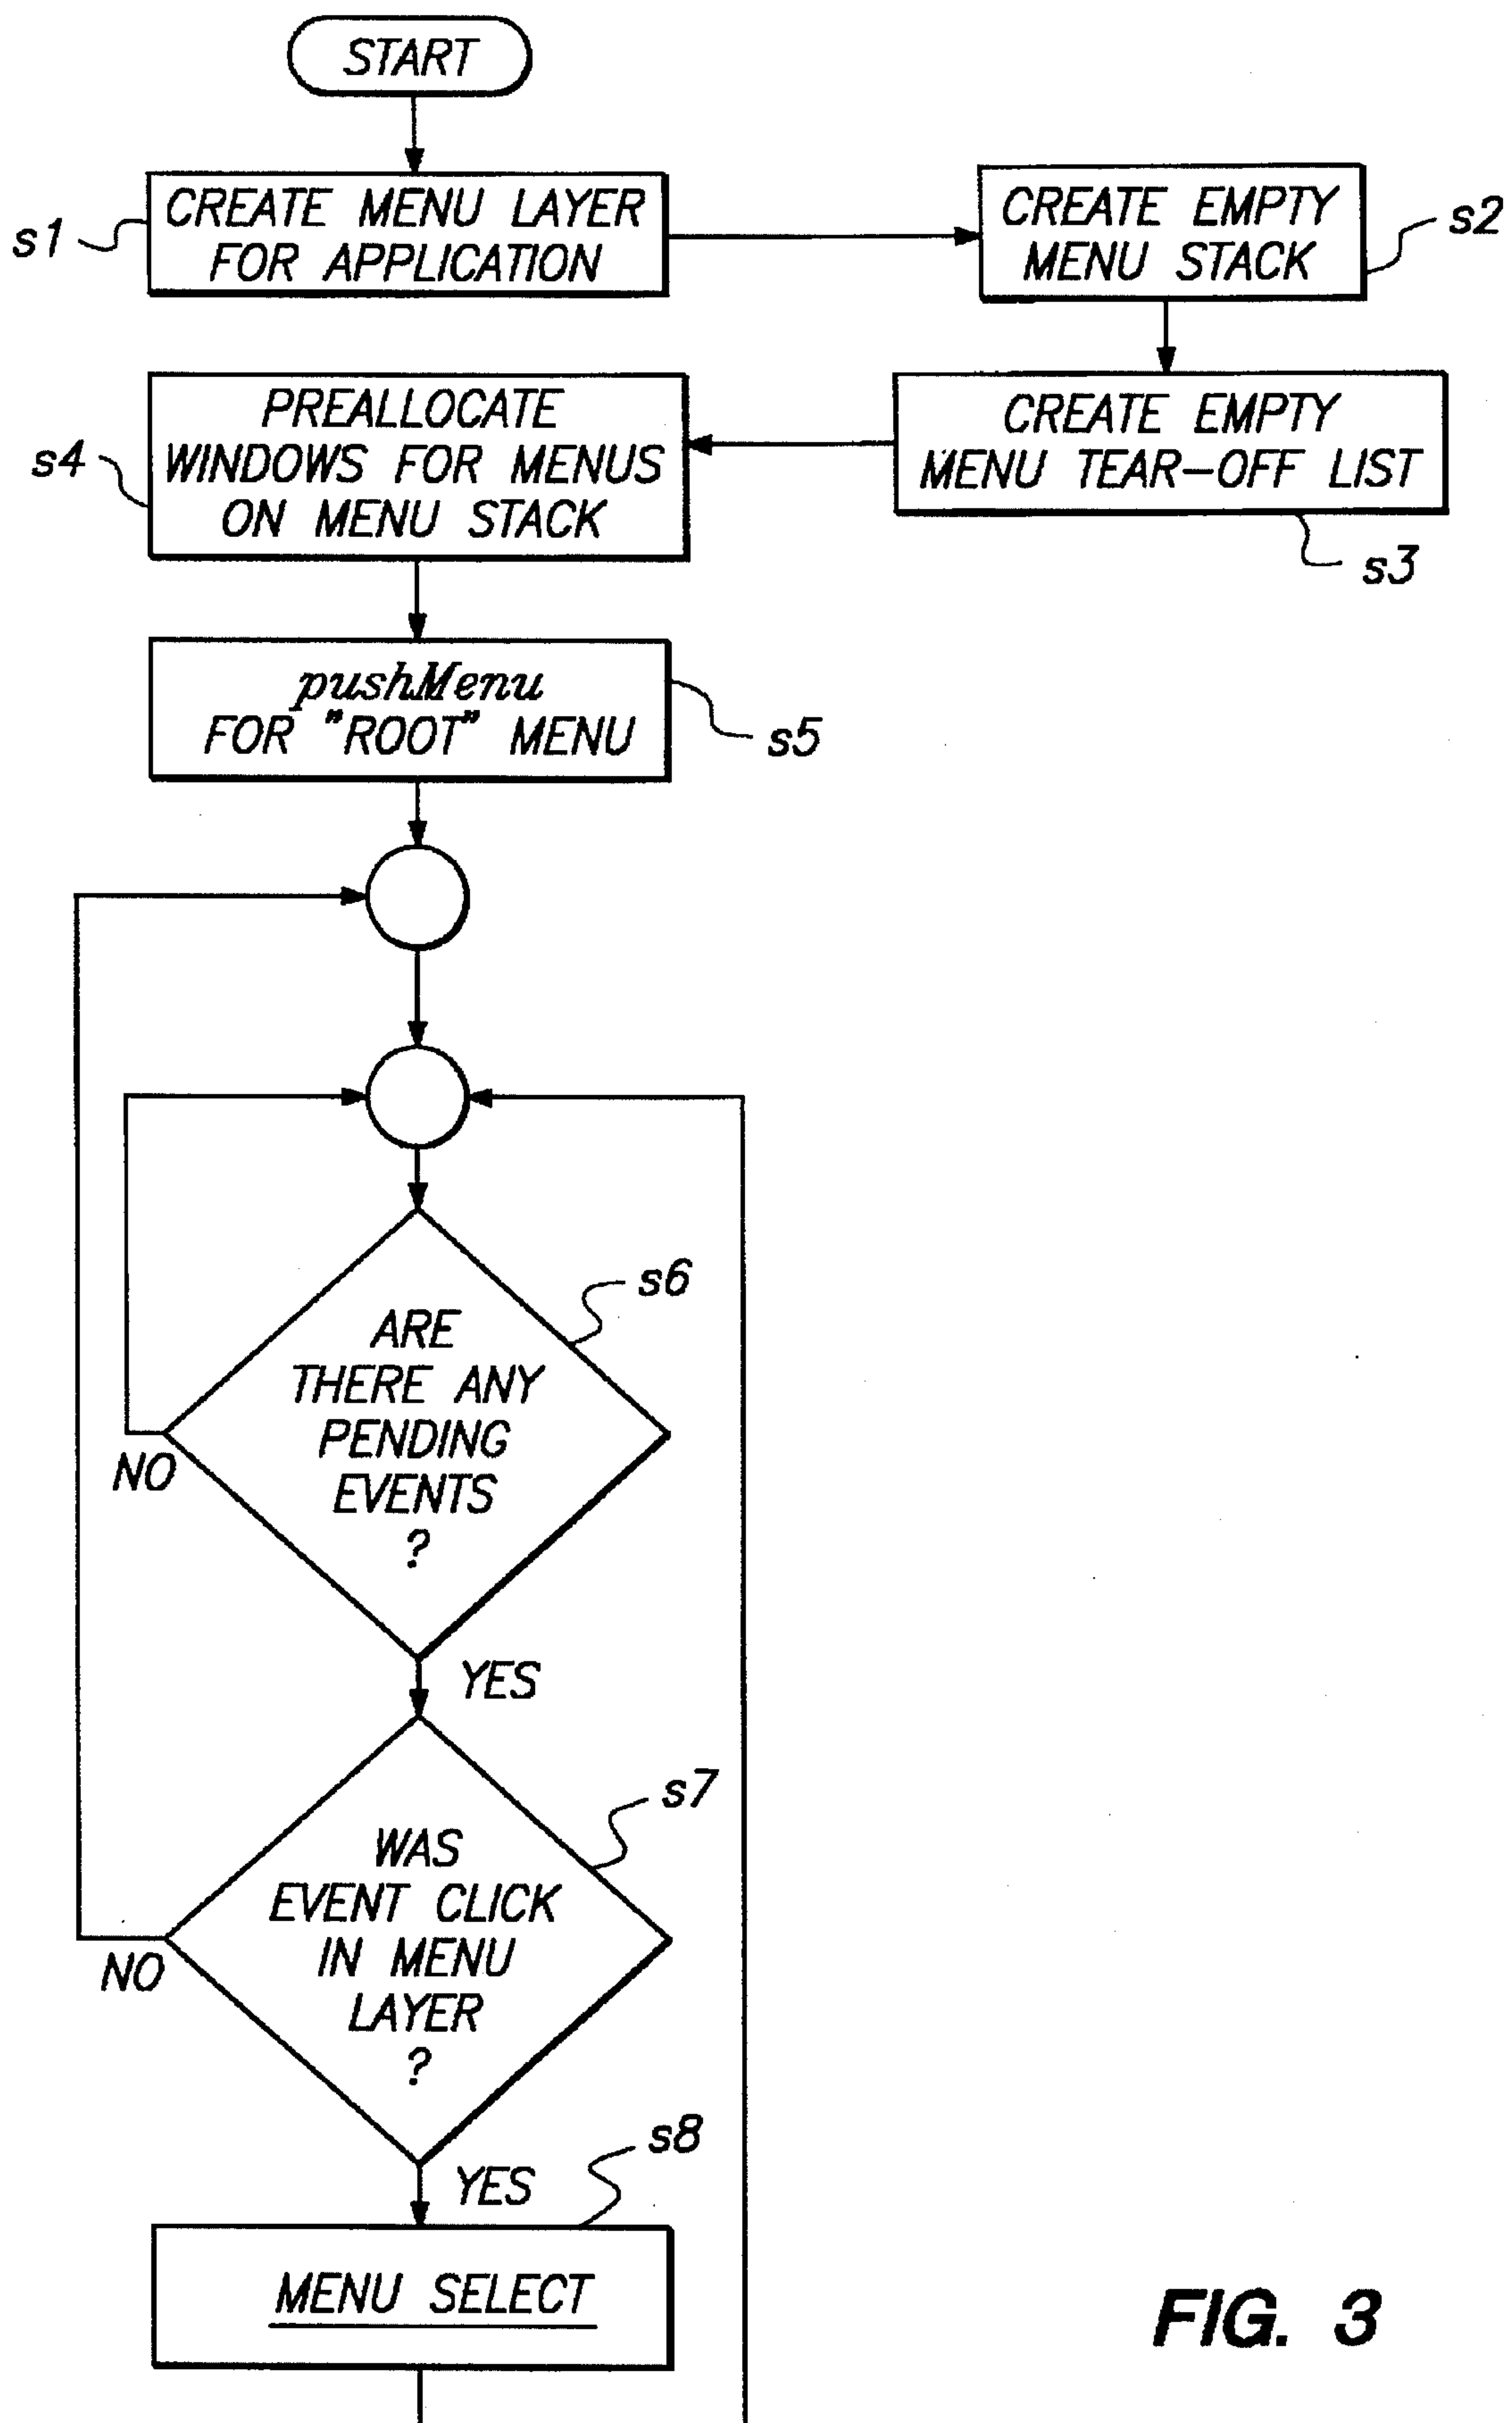 START
s1
CREATE MENU LAYER
FOR APPLICATION
CREATE EMPTY
MENU STACK
s2
CREATE EMPTY
MENU TEAR-OFF LIST
s3
PREALLOCATE
WINDOWS FOR MENUS
ON MENU STACK
s4
pushMenu
FOR "ROOT" MENU
s5
s6
ARE
THERE ANY
PENDING
EVENTS
?
NO
YES
s7
WAS
EVENT CLICK
IN MENU
LAYER
?
NO
YES
s8
MENU SELECT
FIG. 3